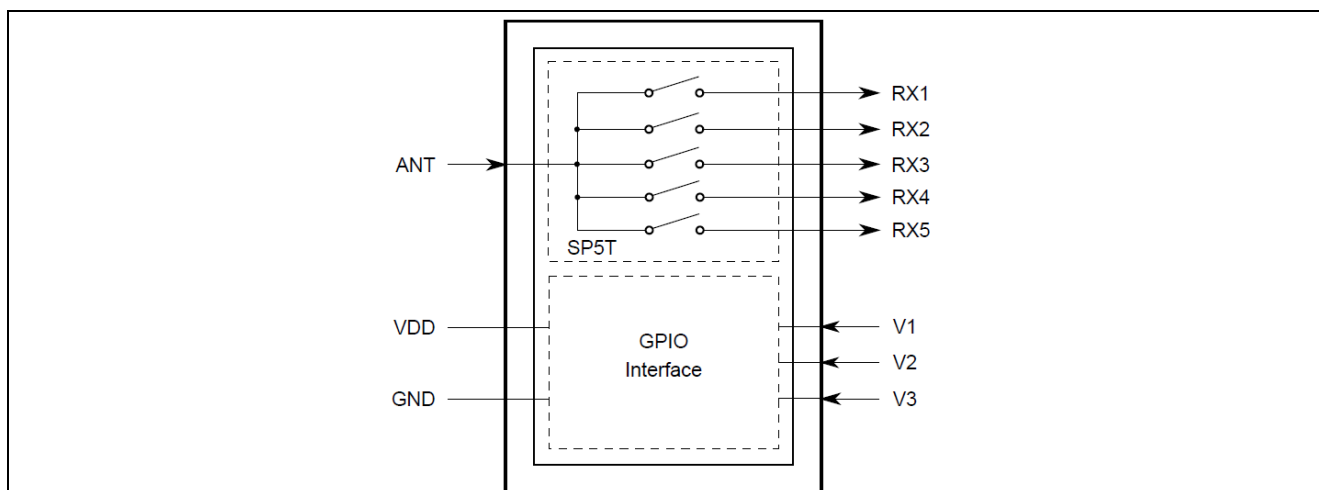 RX1
RX2
ANT
RX3
RX4
RX5
SP5T
VDD
V1
GPIO
Interface
V2
GND
V3